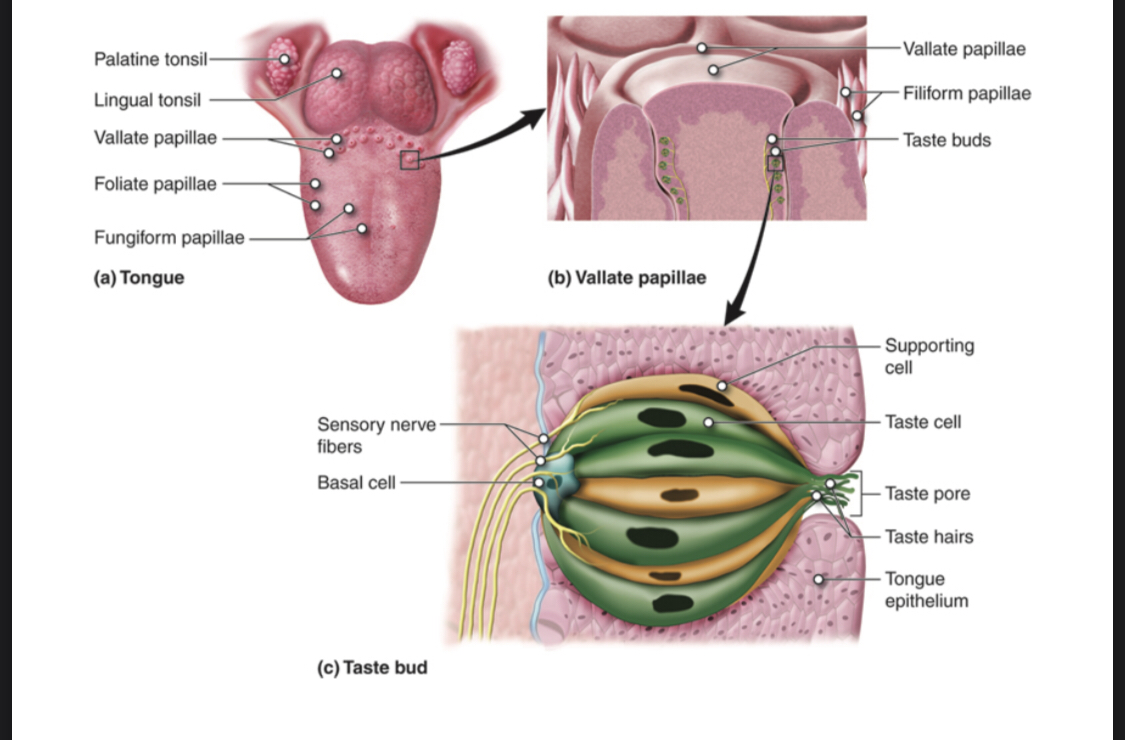 Palatine tonsil
Lingual tonsil
Vallate papillae
Foliate papillae
Fungiform papillae
(a) Tongue
Vallate papillae
Filiform papillae
Taste buds
(b) Vallate papillae
Supporting
cell
Taste cell
Sensory nerve
fibers
Basal cell
Taste pore
Taste hairs
Tongue
epithelium
(c) Taste bud